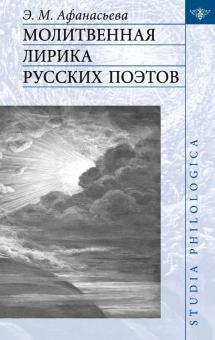 Э. М. Афанасьева
МОЛИТВЕННАЯ
ЛИРИКА
РУССКИХ ПОЭТОВ
STUDIA PHILOLOGICA